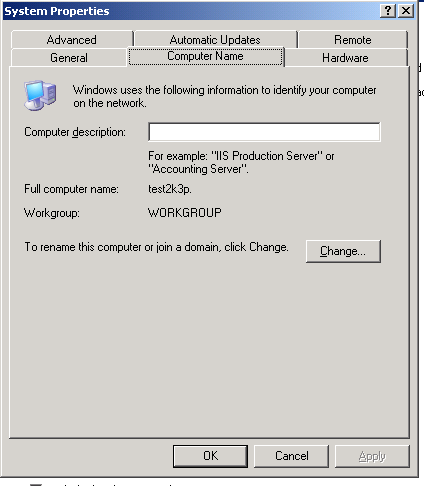 System Properties
Advanced Automatic Updates Remote
General Computer Name Hardware
Windows uses the following information to identify your computer
on the network.
Computer description:
For example: "IIS Production Server" or
"Accounting Server".
Full computer name: test2k3p.
Workgroup: WORKGROUP
To rename this computer or join a domain, click Change. Change...
OK Cancel Apply